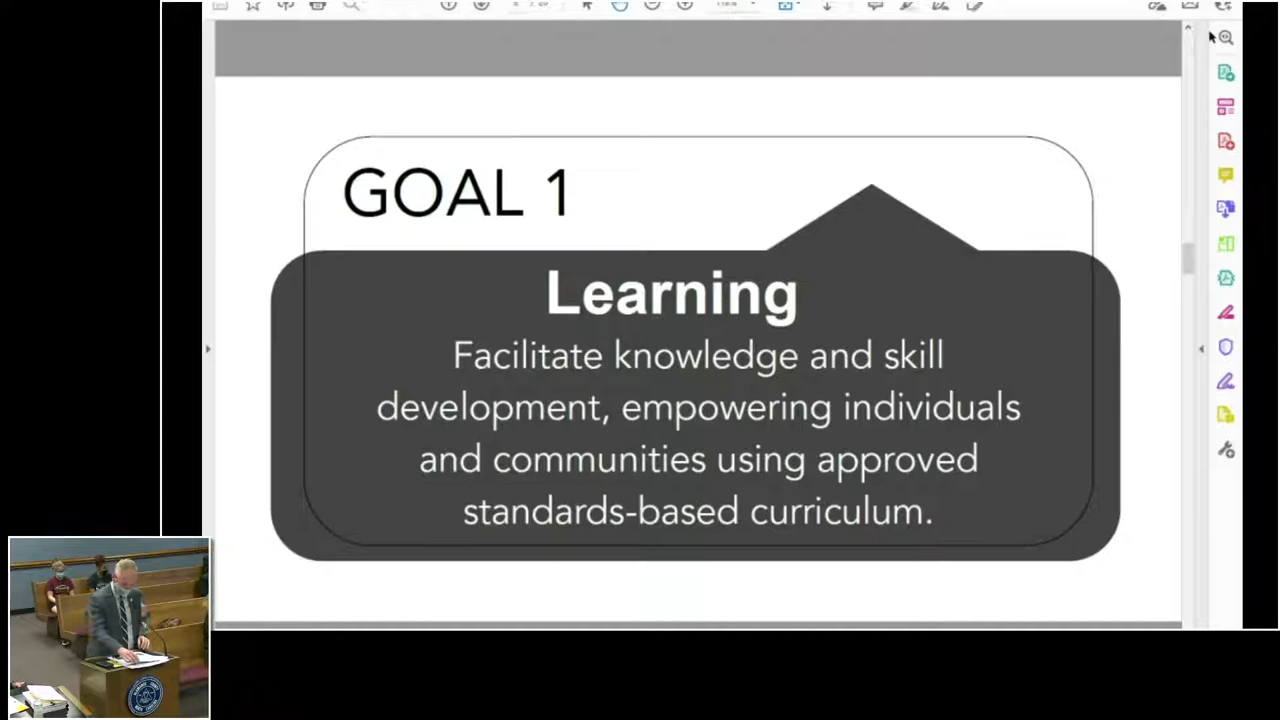 GOAL 1
Learning
Facilitate knowledge and skill
development, empowering individuals
and communities using approved
standards-based curriculum.